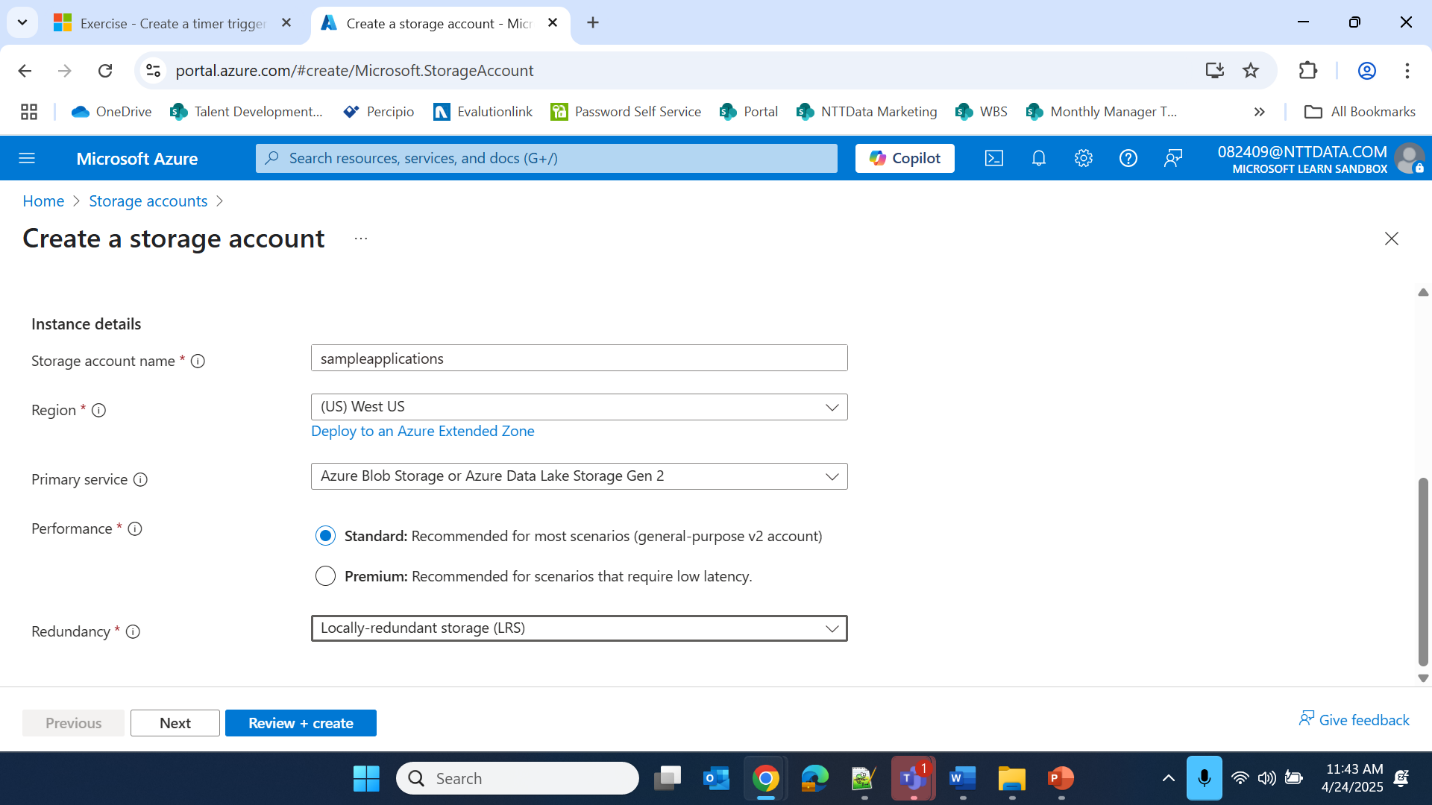 Exercise - Create a timer trigger
Create a storage account - Micr
portal.azure.com/#create/Microsoft.StorageAccount
OneDrive
Talent Development...
Percipio
Evalutionlink
Password Self Service
Portal
NTTData Marketing
WBS
Monthly Manager T...
All Bookmarks
Microsoft Azure
Search resources, services, and docs (G+/)
Copilot
082409@NTTDATA.COM
MICROSOFT LEARN SANDBOX
Home > Storage accounts >
Create a storage account ...
Instance details
Storage account name *
sampleapplications
Region *
(US) West US
Deploy to an Azure Extended Zone
Primary service
Azure Blob Storage or Azure Data Lake Storage Gen 2
Performance *
Standard: Recommended for most scenarios (general-purpose v2 account)
Premium: Recommended for scenarios that require low latency.
Redundancy *
Locally-redundant storage (LRS)
Previous
Next
Review + create
Give feedback
Search
1
11:43 AM
4/24/2025